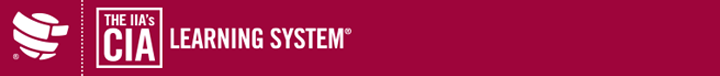 ®
THE IIA's
CIA
LEARNING SYSTEM®